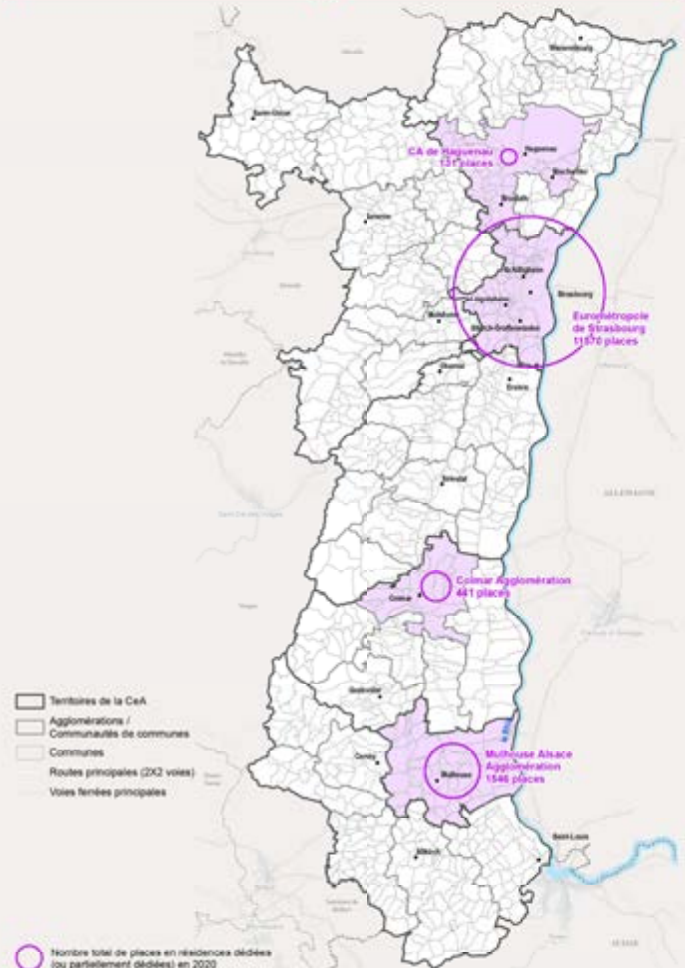 Wissembourg
CA de Haguenau
131 places
Haguenau
Bischwiller
Brumath
Saverne
Schiltigheim
Strasbourg
Eurométropole
de Strasbourg
11570 places
Molsheim
Illkirch-Graffenstaden
Obernai
Erstein
Sélestat
ALLEMAGNE
Colmar Agglomération
441 places
Colmar
Guebwiller
Territoires de la CeA
Agglomérations /
Communautés de communes
Communes
Routes principales (2X2 voies)
Voies ferrées principales
Cernay
Mulhouse Alsace
Agglomération
1546 places
Mulhouse
Altkirch
Saint-Louis
SUISSE
Nombre total de places en résidences dédiées
(ou partiellement dédiées) en 2020